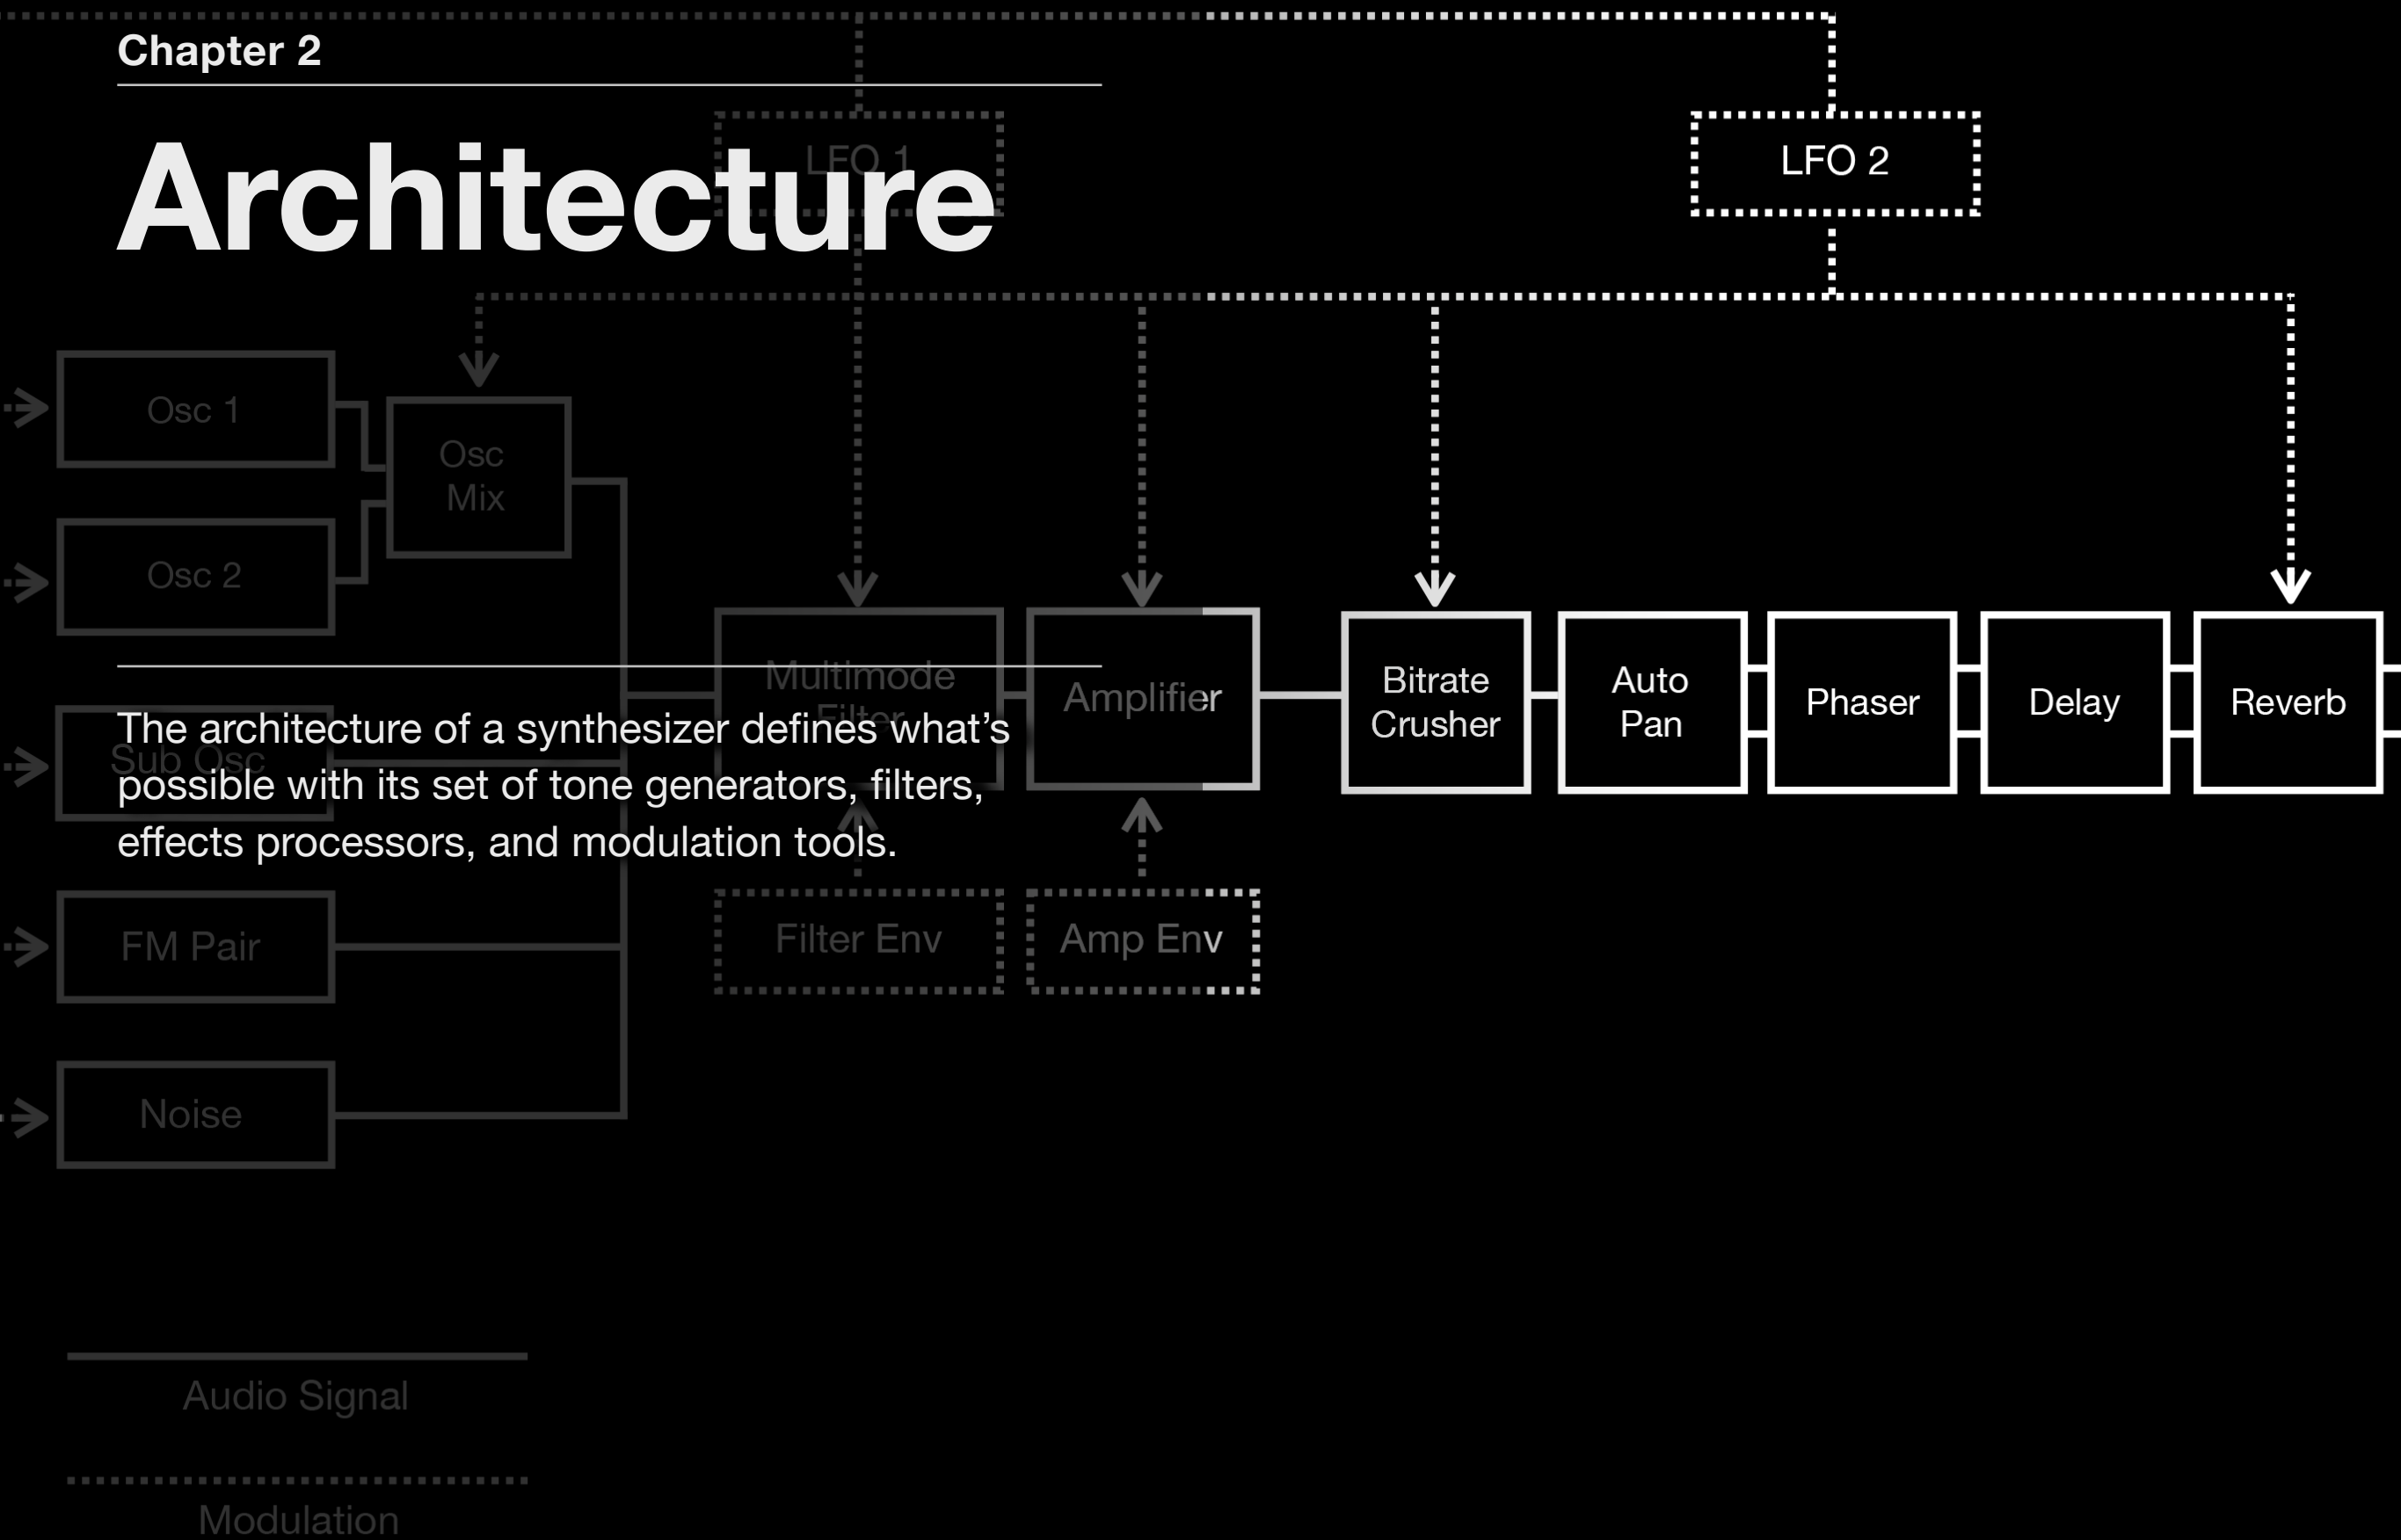 Chapter 2
Architecture
LFO 1
LFO 2
Osc 1
Osc
Mix
Osc 2
Multimode
Filter
Amplifier
Bitrate
Crusher
Auto
Pan
Phaser
Delay
Reverb
Sub Osc
The architecture of a synthesizer defines what’s
possible with its set of tone generators, filters,
effects processors, and modulation tools.
FM Pair
Filter Env
Amp Env
Noise
Audio Signal
Modulation